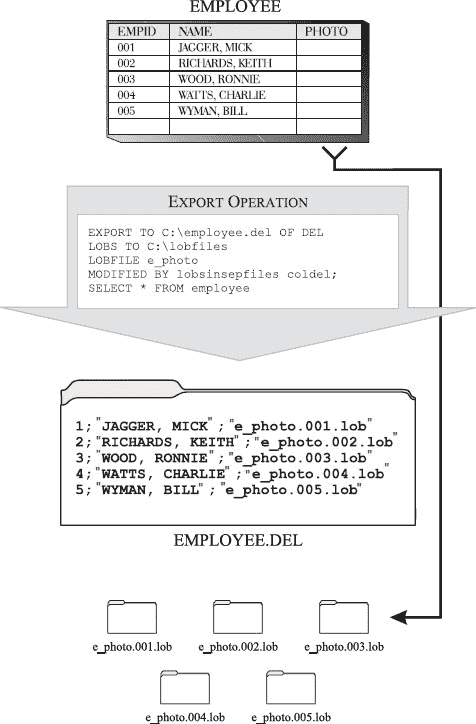 EMPLOYEE
EMPID NAME PHOTO
001 JAGGER, MICK
002 RICHARDS, KEITH
003 WOOD, RONNIE
004 WATTS, CHARLIE
005 WYMAN, BILL
EXPORT OPERATION
EXPORT TO C:\employee.del OF DEL
LOBS TO C:\lobfiles
LOBFILE e_photo
MODIFIED BY lobsinsepfiles coldel;
SELECT * FROM employee
1;"JAGGER, MICK";"e_photo.001.lob"
2;"RICHARDS, KEITH";"e_photo.002.lob"
3;"WOOD, RONNIE";"e_photo.003.lob"
4;"WATTS, CHARLIE";"e_photo.004.lob"
5;"WYMAN, BILL";"e_photo.005.lob"
EMPLOYEE.DEL
e_photo.001.lob e_photo.002.lob e_photo.003.lob
e_photo.004.lob e_photo.005.lob